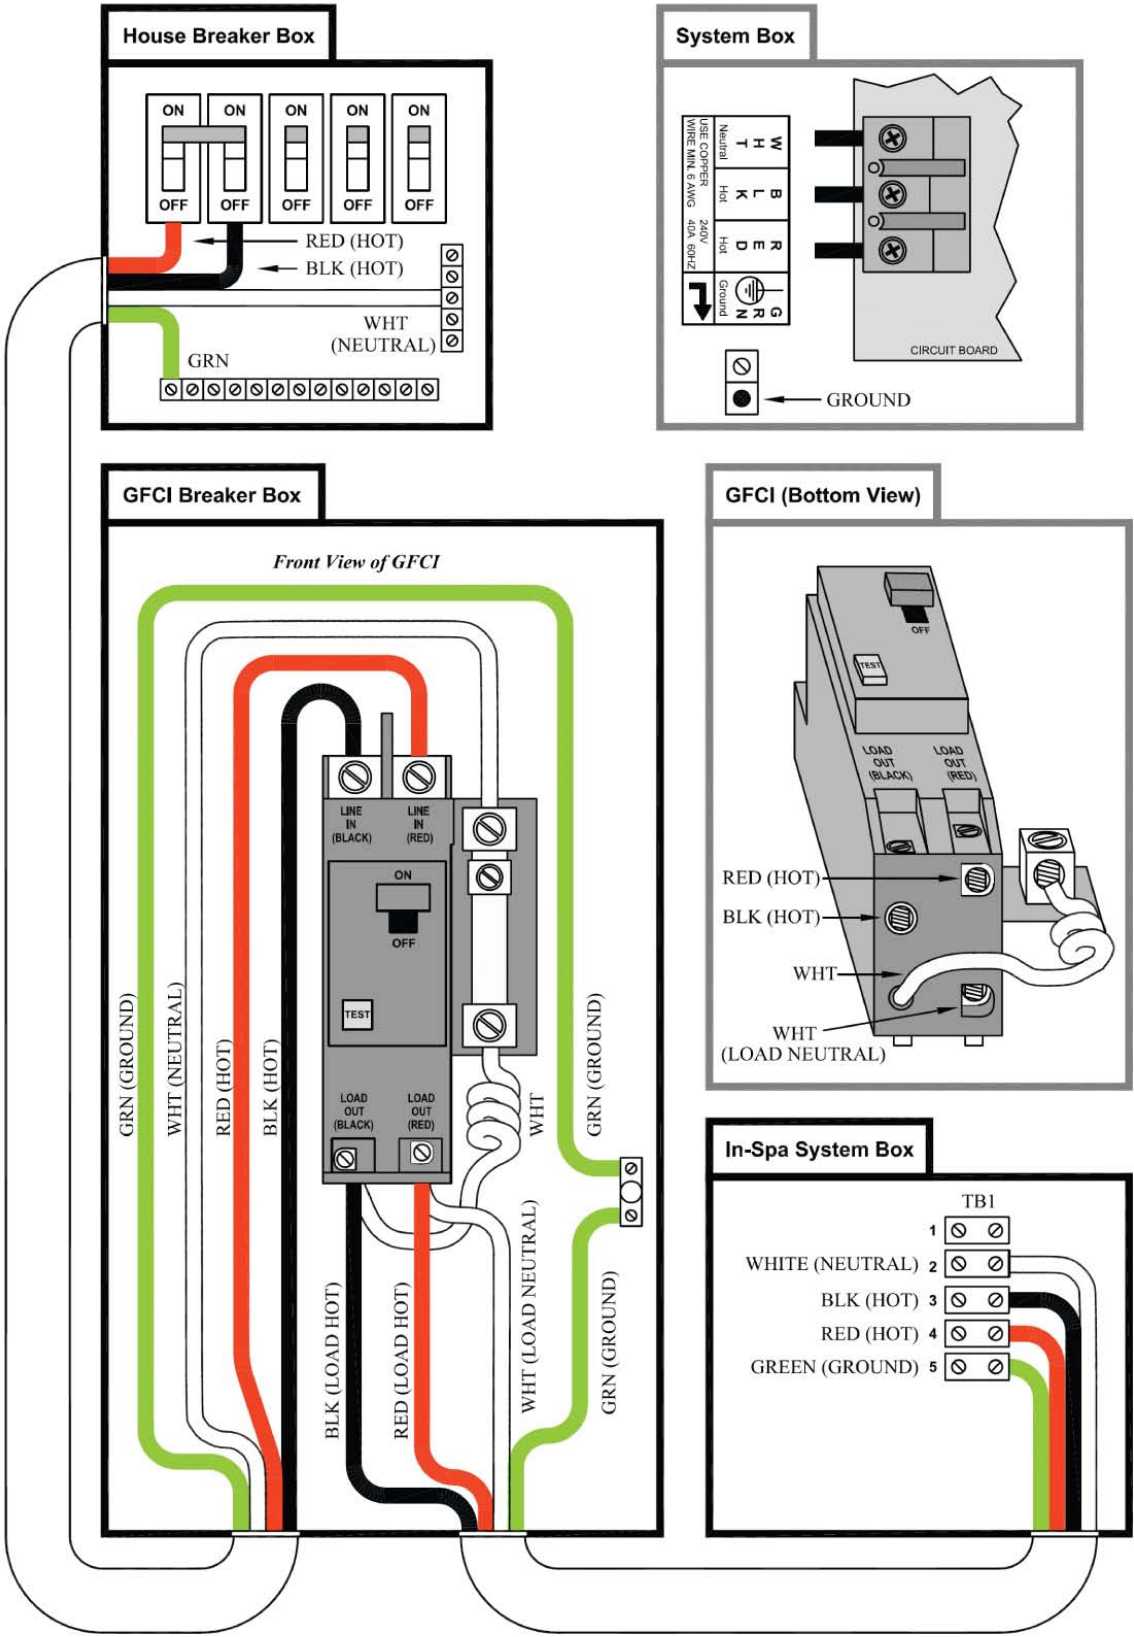 House Breaker Box
ON ON ON ON ON
OFF OFF OFF OFF OFF
RED (HOT)
BLK (HOT)
WHT
(NEUTRAL)
GRN
System Box
WHT
Neutral
BLK
Hot
RED
Hot
GRN
Ground
USE COPPER
WIRE MIN. 6 AWG
240V
40A 60HZ
CIRCUIT BOARD
GROUND
GFCI Breaker Box
Front View of GFCI
LINE
IN
(BLACK)
LINE
IN
(RED)
ON
OFF
TEST
LOAD
OUT
(BLACK)
LOAD
OUT
(RED)
GRN (GROUND)
WHT (NEUTRAL)
RED (HOT)
BLK (HOT)
WHT
GRN (GROUND)
BLK (LOAD HOT)
RED (LOAD HOT)
WHT (LOAD NEUTRAL)
GRN (GROUND)
GFCI (Bottom View)
OFF
TEST
LOAD
OUT
(BLACK)
LOAD
OUT
(RED)
RED (HOT)
BLK (HOT)
WHT
WHT
(LOAD NEUTRAL)
In-Spa System Box
TB1
1
WHITE (NEUTRAL) 2
BLK (HOT) 3
RED (HOT) 4
GREEN (GROUND) 5